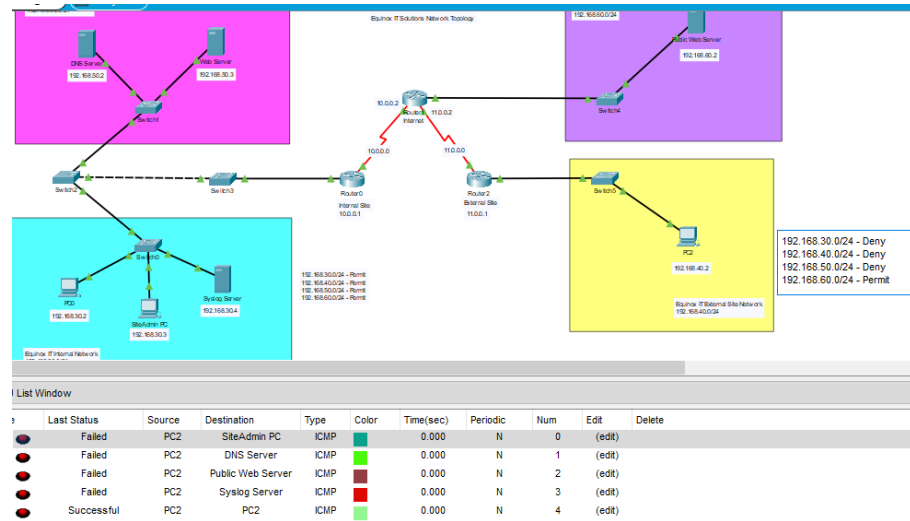 Equinox IT Solutions Network Topology
192.168.60.0/24
DNS Server
192.168.50.2
Web Server
192.168.50.3
Switch1
Public Web Server
192.168.60.2
10.0.0.2
Router1
11.0.0.2
Internet
Switch4
10.0.0.0
11.0.0.0
Switch2
Switch3
Router0
Internal Site
10.0.0.1
Router2
External Site
11.0.0.1
Switch5
PC2
192.168.40.2
192.168.30.0/24 - Deny
192.168.40.0/24 - Deny
192.168.50.0/24 - Deny
192.168.60.0/24 - Permit
Switch0
PC0
192.168.30.2
SiteAdmin PC
192.168.30.3
Syslog Server
192.168.30.4
192.168.30.0/24 - Permit
192.168.40.0/24 - Permit
192.168.50.0/24 - Permit
192.168.60.0/24 - Permit
Equinox IT External Site Network
192.168.40.0/24
Equinox IT Internal Network
List Window
Last Status Source Destination Type Color Time(sec) Periodic Num Edit Delete
Failed PC2 SiteAdmin PC ICMP 0.000 N 0 (edit)
Failed PC2 DNS Server ICMP 0.000 N 1 (edit)
Failed PC2 Public Web Server ICMP 0.000 N 2 (edit)
Failed PC2 Syslog Server ICMP 0.000 N 3 (edit)
Successful PC2 PC2 ICMP 0.000 N 4 (edit)